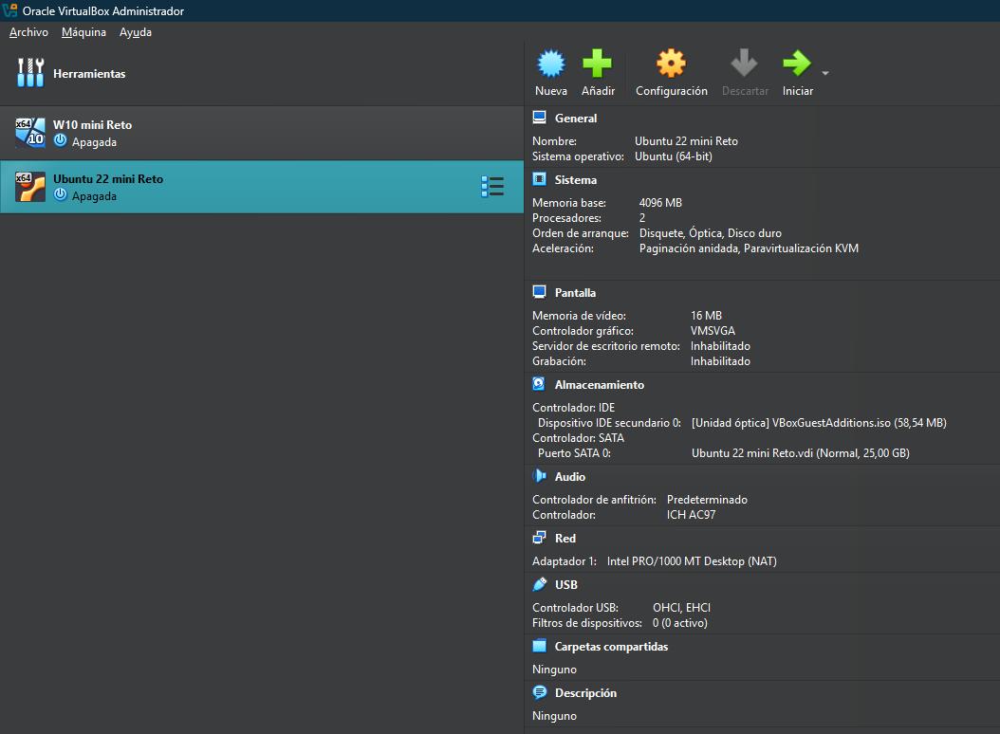 Oracle VirtualBox Administrador
Archivo Máquina Ayuda
Herramientas
x64
10
W10 mini Reto
Apagada
x64
Ubuntu 22 mini Reto
Apagada
Nueva Añadir Configuración Descartar Iniciar
General
Nombre: Ubuntu 22 mini Reto
Sistema operativo: Ubuntu (64-bit)
Sistema
Memoria base: 4096 MB
Procesadores: 2
Orden de arranque: Disquete, Óptica, Disco duro
Aceleración: Paginación anidada, Paravirtualización KVM
Pantalla
Memoria de vídeo: 16 MB
Controlador gráfico: VMSVGA
Servidor de escritorio remoto: Inhabilitado
Grabación: Inhabilitado
Almacenamiento
Controlador: IDE
Dispositivo IDE secundario 0: [Unidad óptica] VBoxGuestAdditions.iso (58,54 MB)
Controlador: SATA
Puerto SATA 0: Ubuntu 22 mini Reto.vdi (Normal, 25,00 GB)
Audio
Controlador de anfitrión: Predeterminado
Controlador: ICH AC97
Red
Adaptador 1: Intel PRO/1000 MT Desktop (NAT)
USB
Controlador USB: OHCI, EHCI
Filtros de dispositivos: 0 (0 activo)
Carpetas compartidas
Ninguno
Descripción
Ninguno